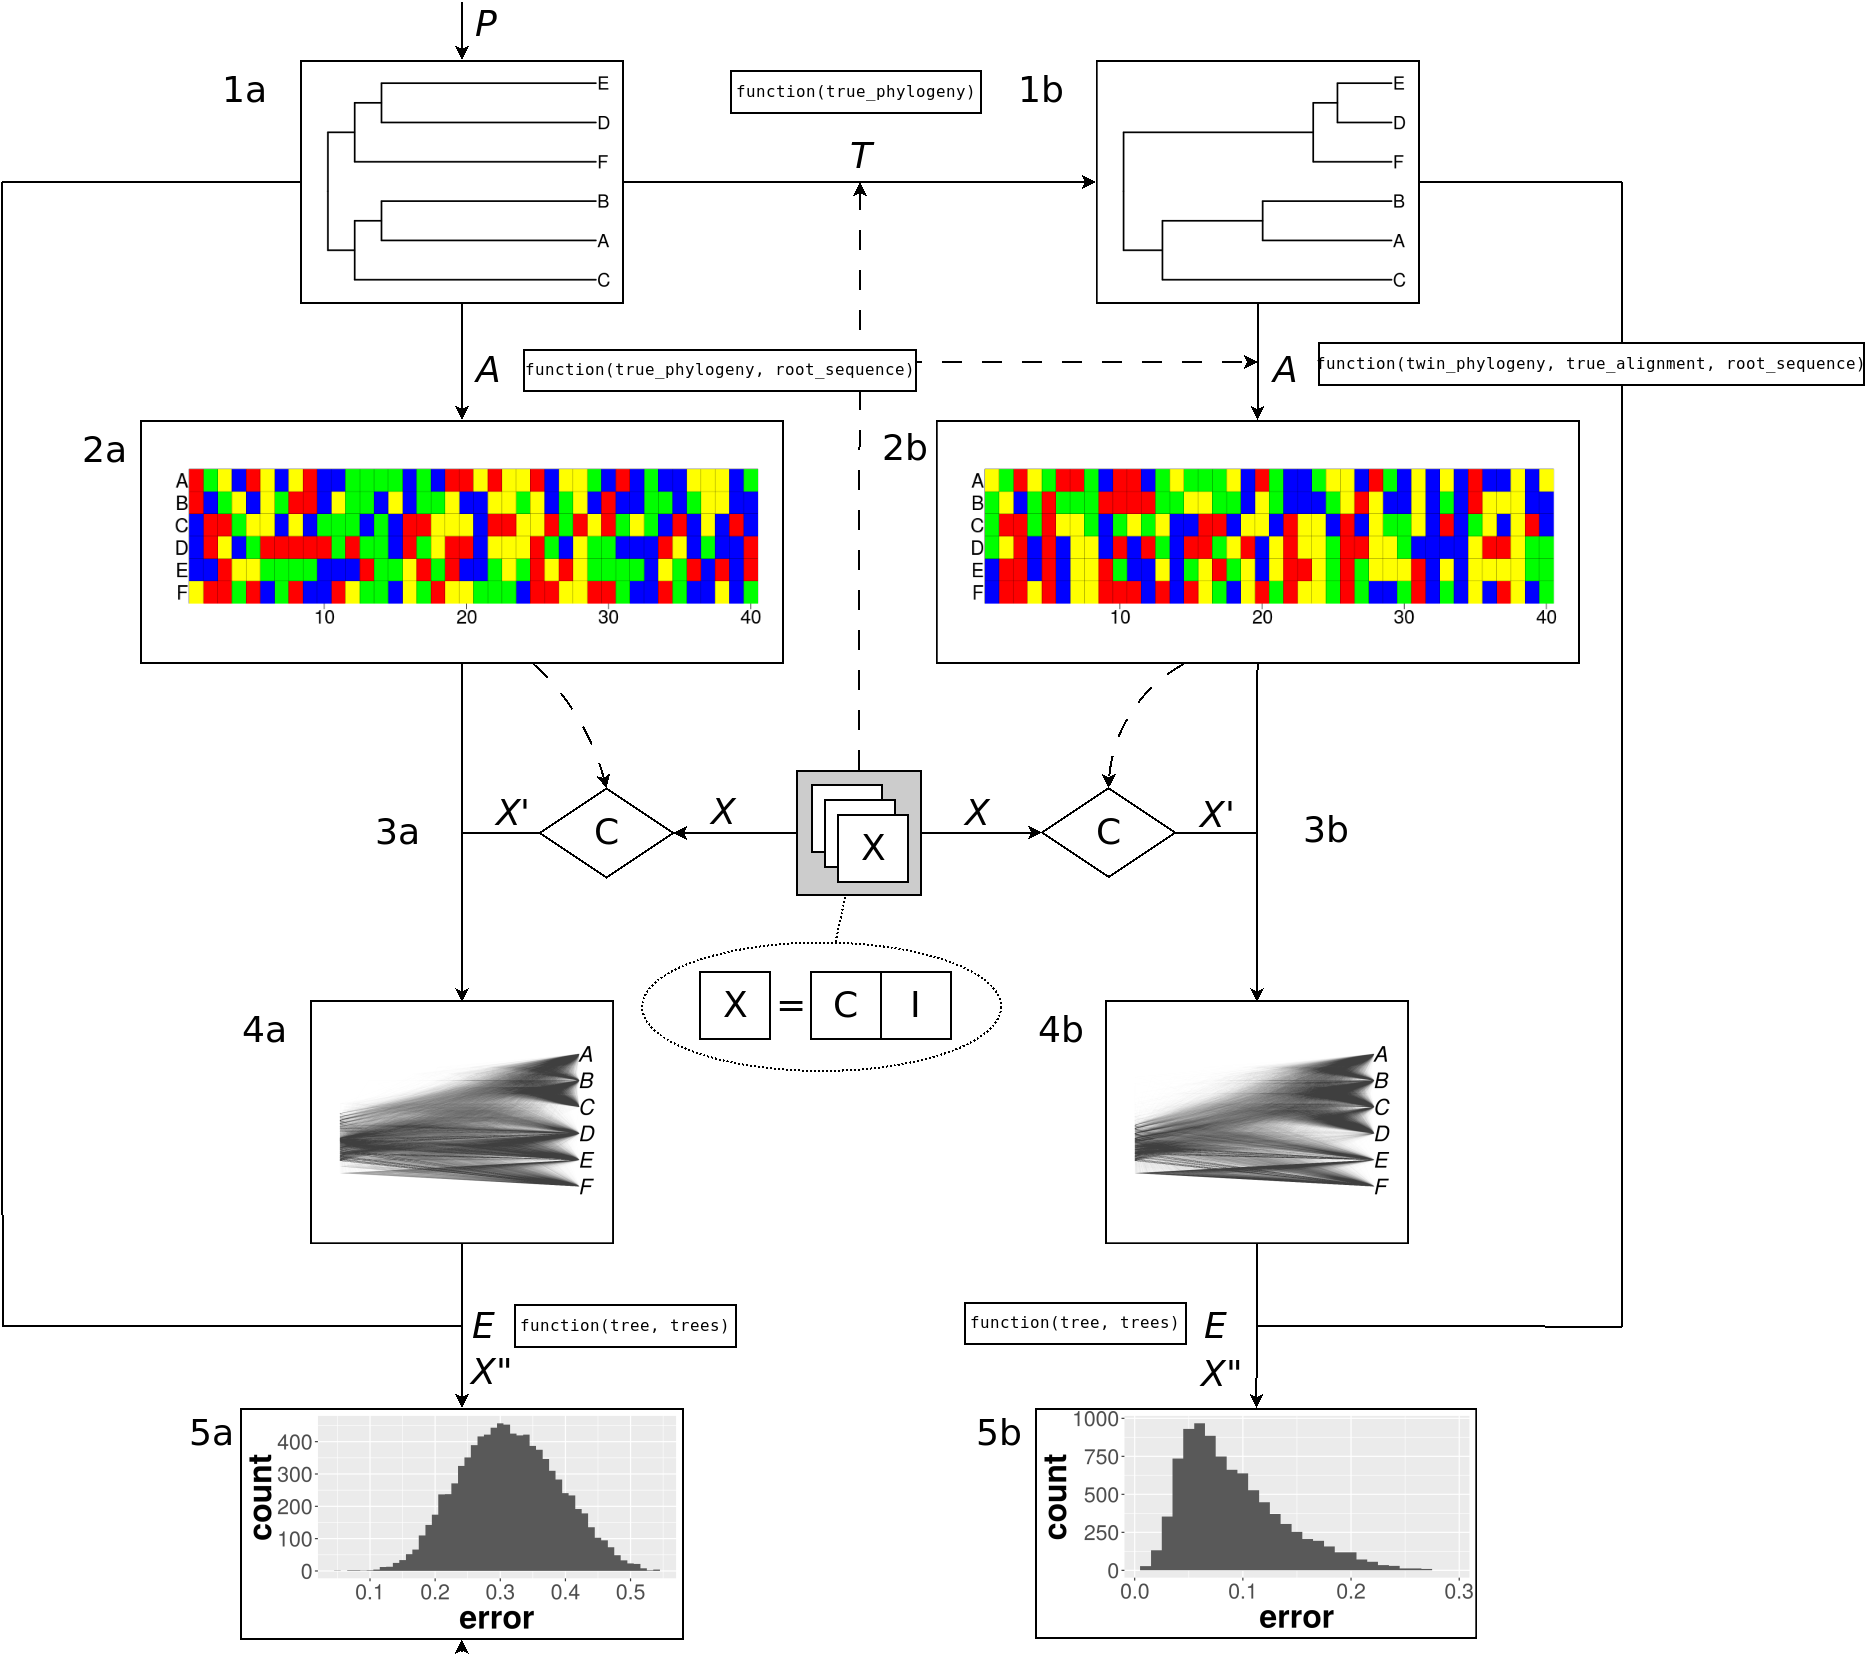 P
1a
E
D
F
B
A
C
function(true_phylogeny)
T
1b
E
D
F
B
A
C
A
function(true_phylogeny, root_sequence)
A
function(twin_phylogeny, true_alignment, root_sequence)
2a
A
B
C
D
E
F
10 20 30 40
2b
A
B
C
D
E
F
10 20 30 40
3a
X'
C
X
X
X
C
X'
3b
X = C I
4a
A
B
C
D
E
F
4b
A
B
C
D
E
F
E
function(tree, trees)
X"
function(tree, trees)
E
X"
5a
count
400
300
200
100
0
0.1 0.2 0.3 0.4 0.5
error
5b
count
1000
750
500
250
0
0.0 0.1 0.2 0.3
error